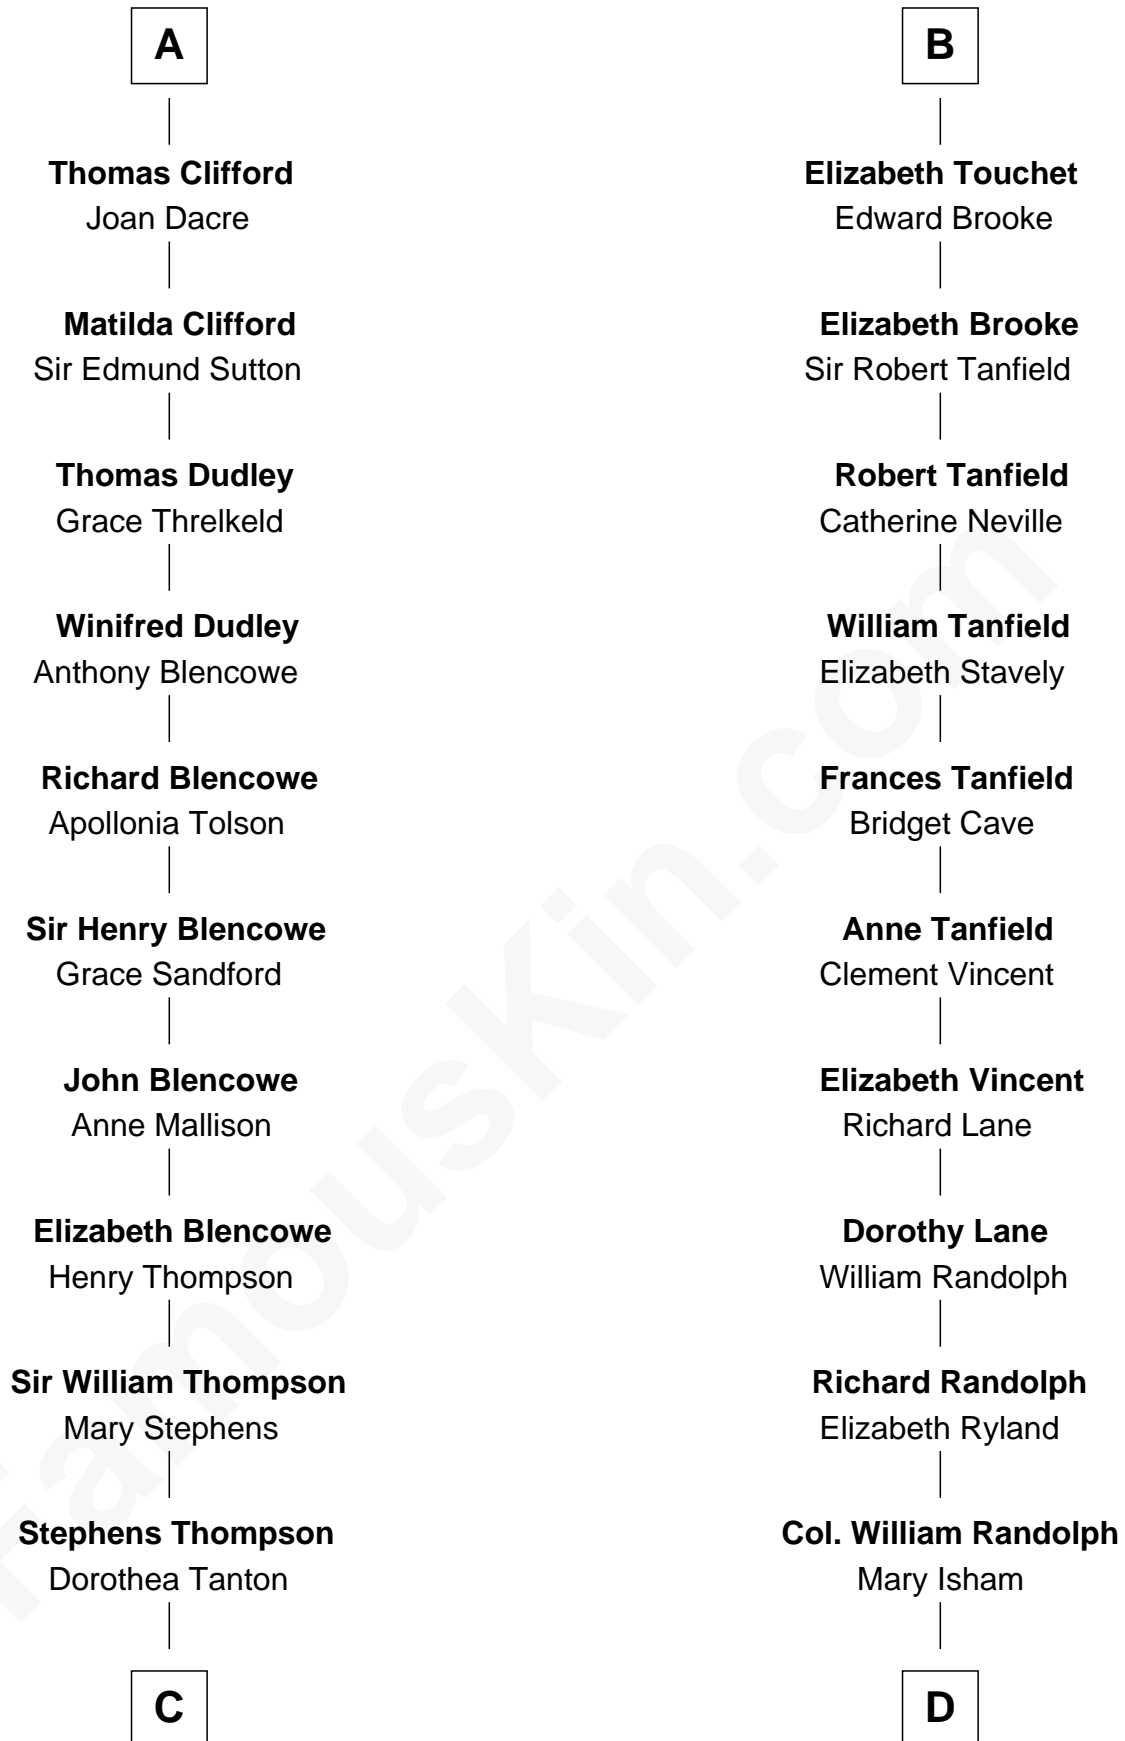 A
Thomas Clifford
Joan Dacre
Matilda Clifford
Sir Edmund Sutton
Thomas Dudley
Grace Threlkeld
Winifred Dudley
Anthony Blencowe
Richard Blencowe
Apollonia Tolson
Sir Henry Blencowe
Grace Sandford
John Blencowe
Anne Mallison
Elizabeth Blencowe
Henry Thompson
Sir William Thompson
Mary Stephens
Stephens Thompson
Dorothea Tanton
C
B
Elizabeth Touchet
Edward Brooke
Elizabeth Brooke
Sir Robert Tanfield
Robert Tanfield
Catherine Neville
William Tanfield
Elizabeth Stavely
Frances Tanfield
Bridget Cave
Anne Tanfield
Clement Vincent
Elizabeth Vincent
Richard Lane
Dorothy Lane
William Randolph
Richard Randolph
Elizabeth Ryland
Col. William Randolph
Mary Isham
D
FamousKin.com